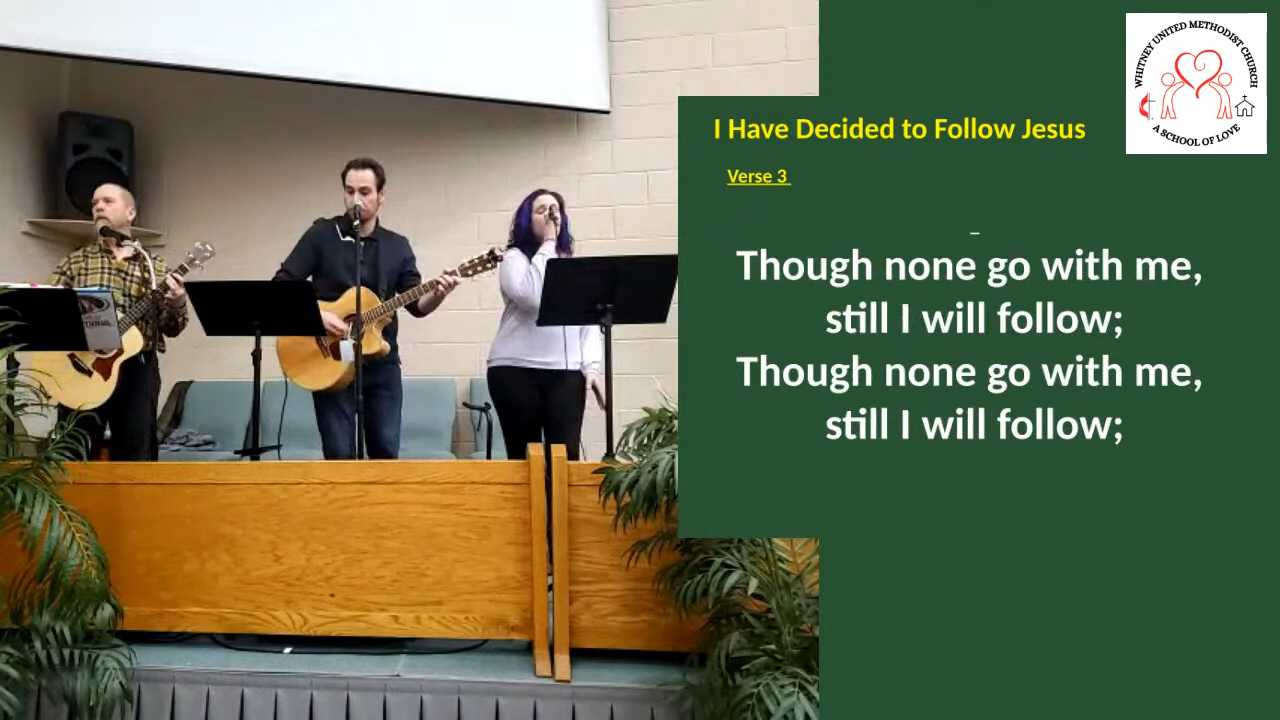 WHITNEY UNITED METHODIST CHURCH
A SCHOOL OF LOVE
I Have Decided to Follow Jesus
Verse 3
Though none go with me,
still I will follow;
Though none go with me,
still I will follow;